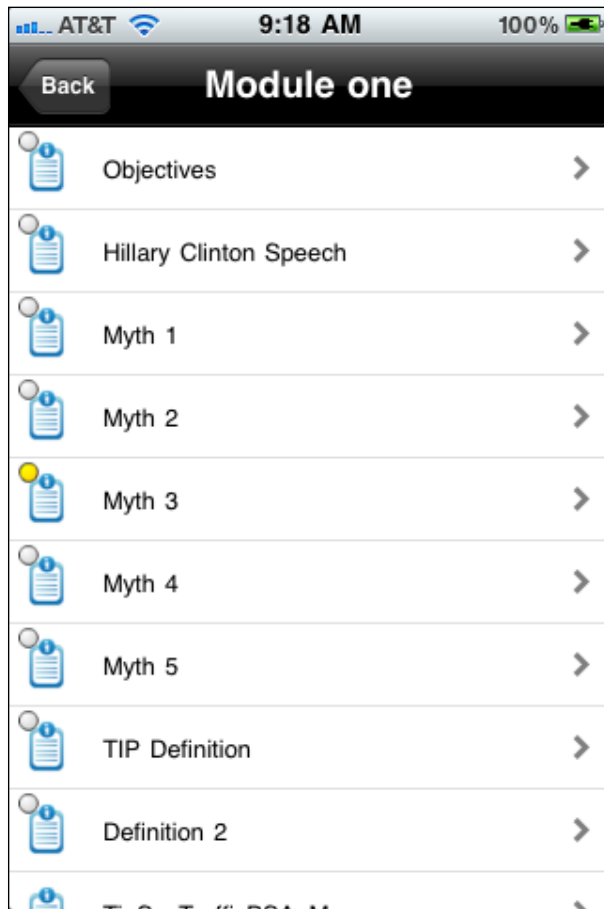 AT&T 9:18 AM 100%
Back Module one
Objectives
Hillary Clinton Speech
Myth 1
Myth 2
Myth 3
Myth 4
Myth 5
TIP Definition
Definition 2